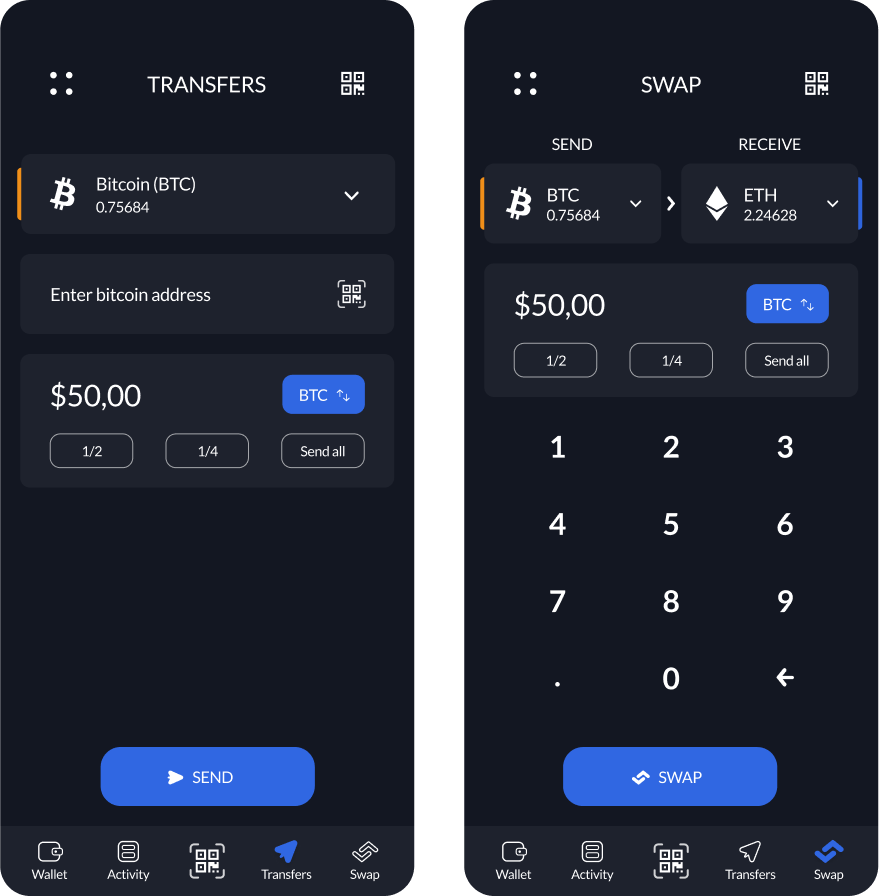 TRANSFERS
Bitcoin (BTC)
0.75684
Enter bitcoin address
$50,00
BTC
1/2 1/4 Send all
SEND
Wallet Activity Transfers Swap
SWAP
SEND RECEIVE
BTC
0.75684
ETH
2.24628
$50,00
BTC
1/2 1/4 Send all
1 2 3
4 5 6
7 8 9
. 0
SWAP
Wallet Activity Transfers Swap